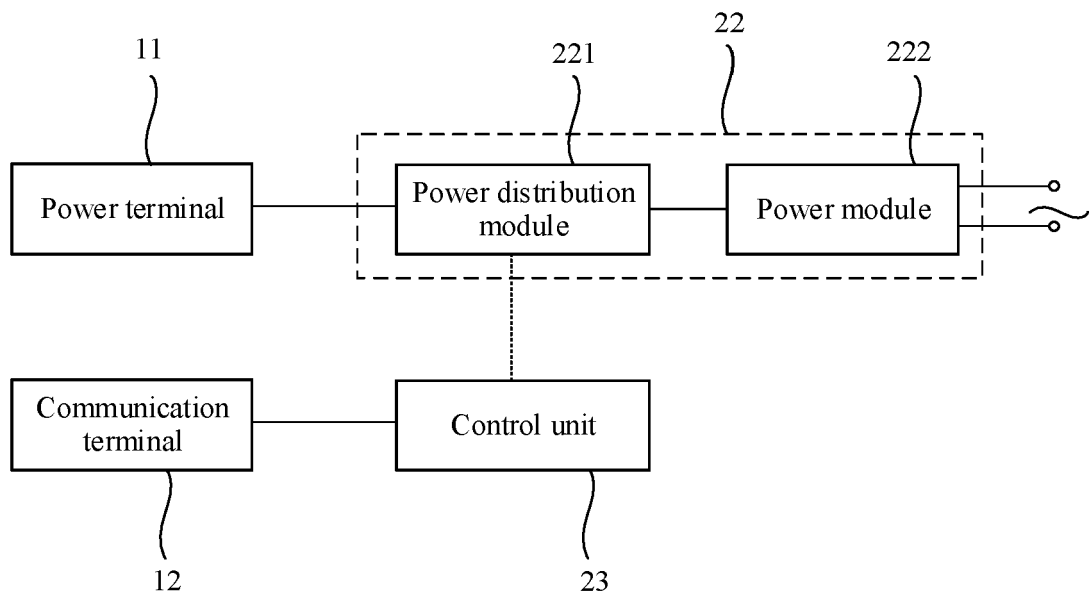 22
11
221
222
Power terminal
Power distribution
module
Power module
Communication
terminal
Control unit
12
23